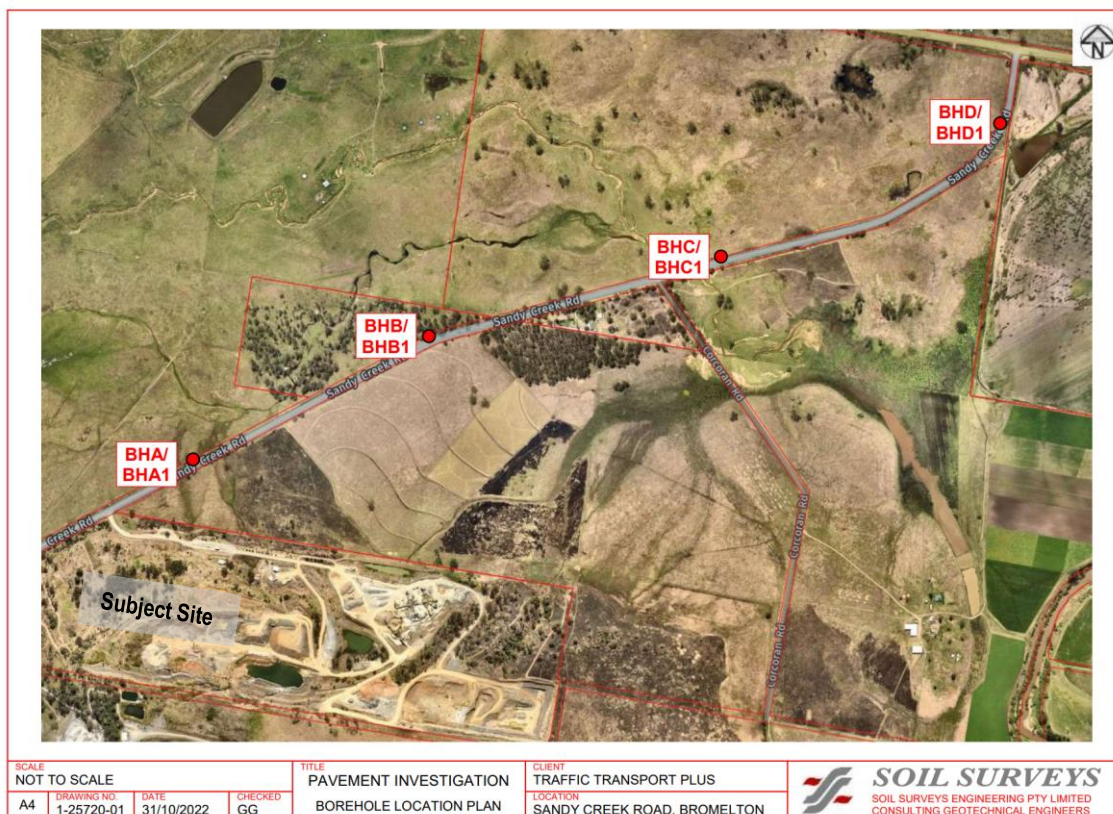 N
BHD/
BHD1
Sandy Creek Rd
BHC/
BHC1
BHB/
BHB1
Sandy Creek Rd
Sandy Creek Rd
Corcoran Rd
BHA/
BHA1
ndy Creek Rd
Creek Rd
Corcoran Rd
Subject Site
Corcoran Rd
SCALE
NOT TO SCALE
A4
DRAWING NO.
1-25720-01
DATE
31/10/2022
CHECKED
GG
TITLE
PAVEMENT INVESTIGATION
BOREHOLE LOCATION PLAN
CLIENT
TRAFFIC TRANSPORT PLUS
LOCATION
SANDY CREEK ROAD, BROMELTON
SOIL SURVEYS
SOIL SURVEYS ENGINEERING PTY LIMITED
CONSULTING GEOTECHNICAL ENGINEERS